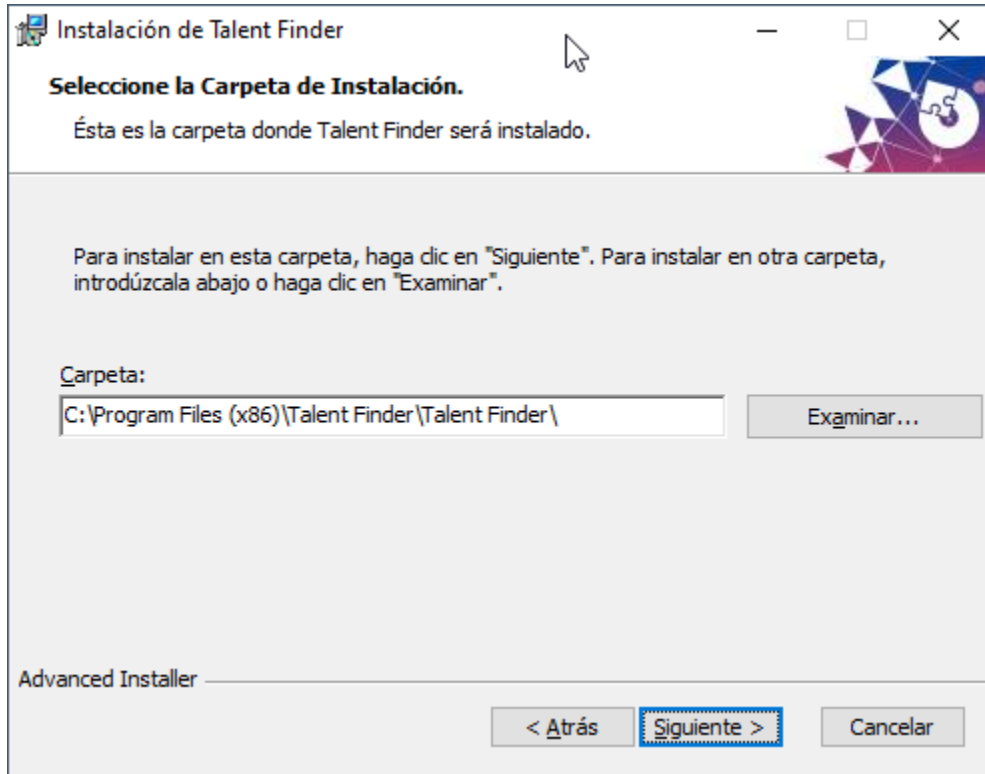 Instalación de Talent Finder
Seleccione la Carpeta de Instalación.
Ésta es la carpeta donde Talent Finder será instalado.
Para instalar en esta carpeta, haga clic en "Siguiente". Para instalar en otra carpeta,
introdúzcala abajo o haga clic en "Examinar".
Carpeta:
C:\Program Files (x86)\Talent Finder\Talent Finder\
Examinar...
Advanced Installer
< Atrás
Siguiente >
Cancelar